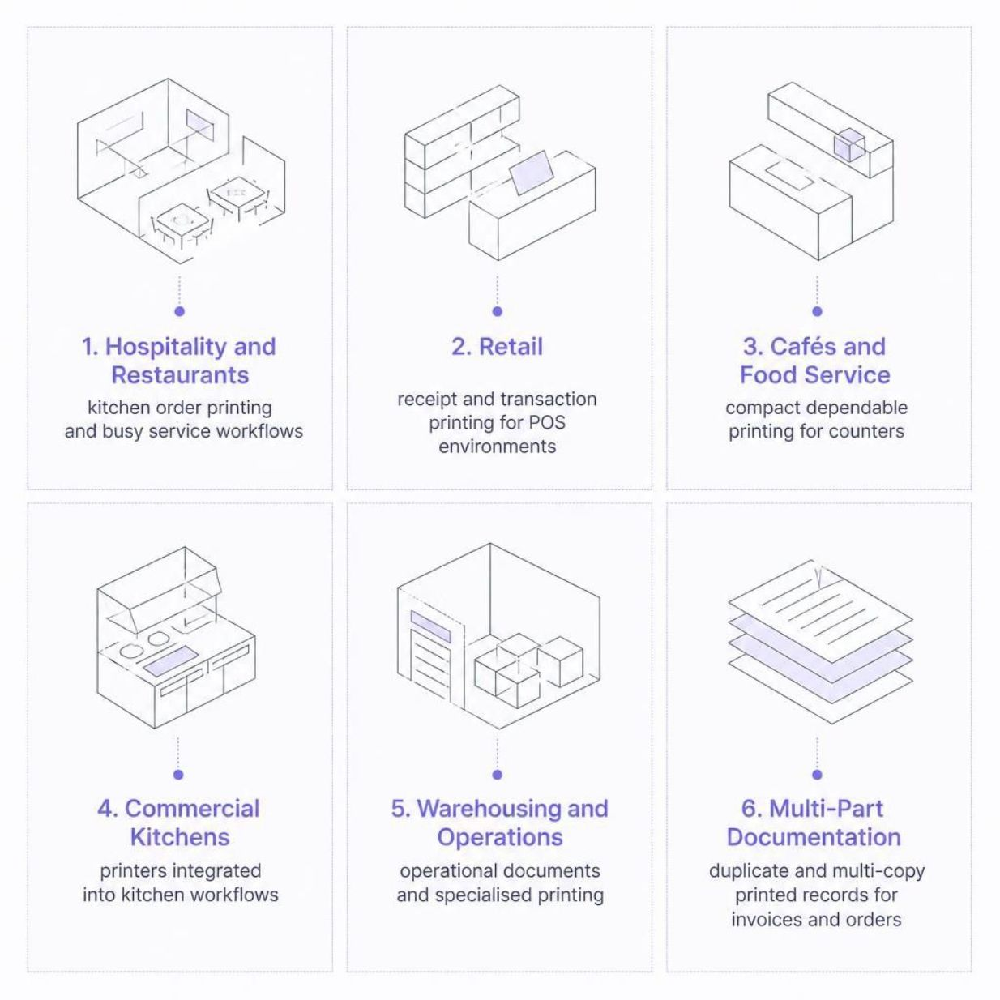 1. Hospitality and
Restaurants
kitchen order printing
and busy service workflows
2. Retail
receipt and transaction
printing for POS
environments
3. Cafés and
Food Service
compact dependable
printing for counters
4. Commercial
Kitchens
printers integrated
into kitchen workflows
5. Warehousing and
Operations
operational documents
and specialised printing
6. Multi-Part
Documentation
duplicate and multi-copy
printed records for
invoices and orders